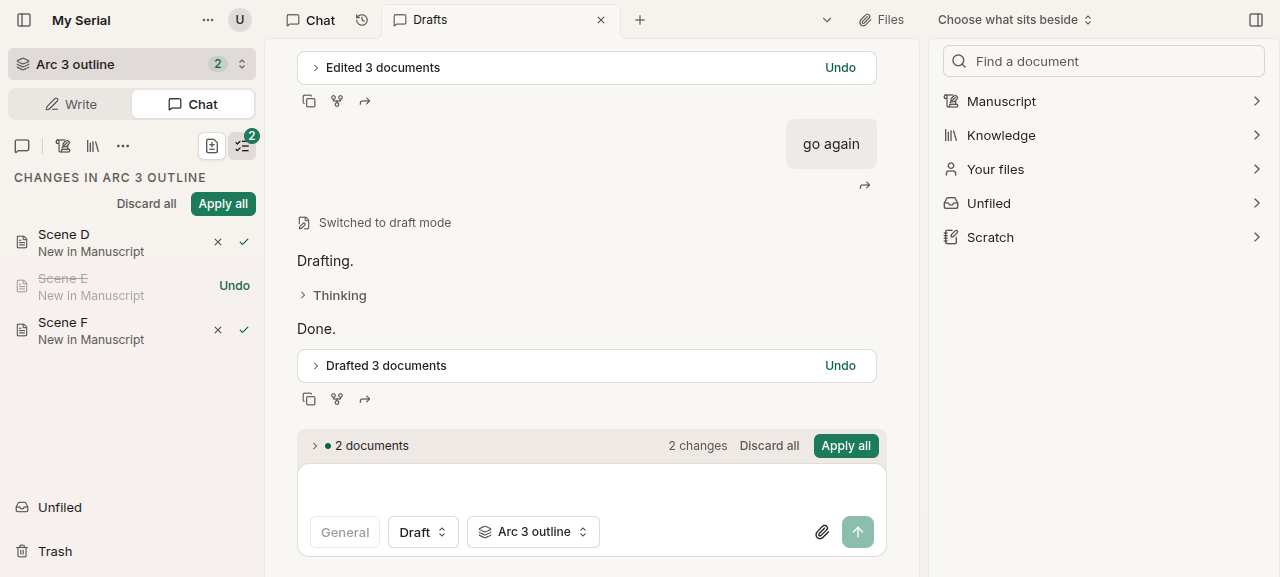 My Serial
U
Chat
Drafts
Files
Choose what sits beside
Arc 3 outline
2
Write
Chat
2
CHANGES IN ARC 3 OUTLINE
Discard all
Apply all
Scene D
New in Manuscript
Scene E
New in Manuscript
Undo
Scene F
New in Manuscript
Unfiled
Trash
Edited 3 documents
Undo
go again
Switched to draft mode
Drafting.
Thinking
Done.
Drafted 3 documents
Undo
2 documents
2 changes
Discard all
Apply all
General
Draft
Arc 3 outline
Find a document
Manuscript
Knowledge
Your files
Unfiled
Scratch